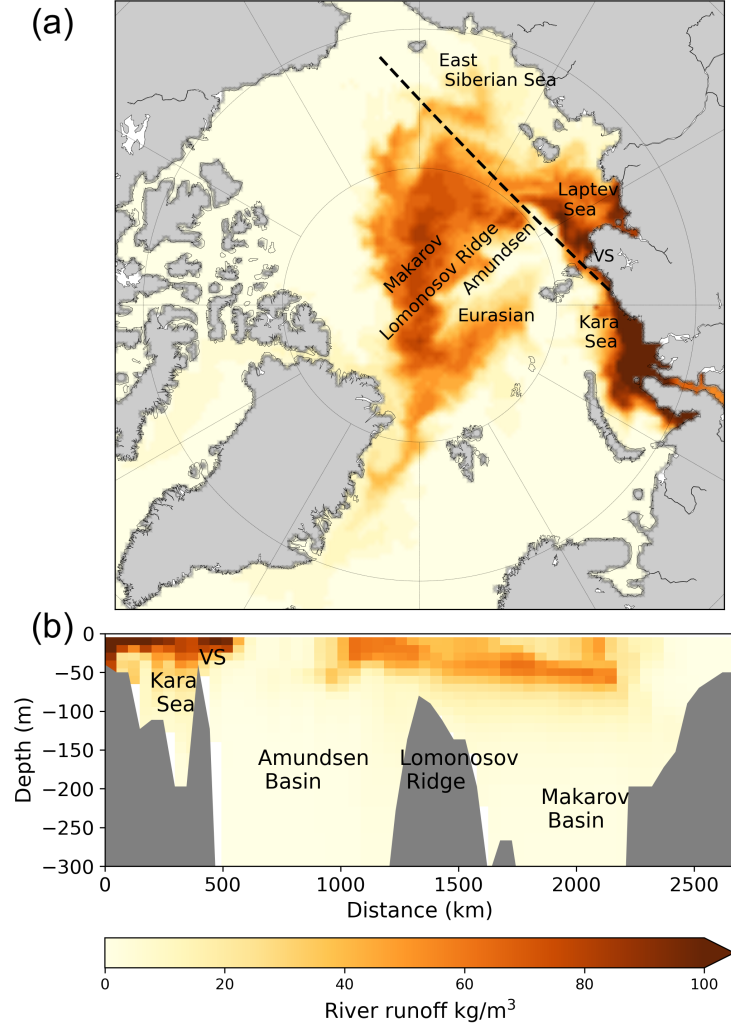 (a)
East
Siberian Sea
Laptev
Sea
VS
Makarov
Lomonosov Ridge
Amundsen
Eurasian
Kara
Sea
(b)
0
−50
−100
−150
−200
−250
−300
Depth (m)
VS
Kara
Sea
Amundsen
Basin
Lomonosov
Ridge
Makarov
Basin
0 500 1000 1500 2000 2500
Distance (km)
0 20 40 60 80 100
River runoff kg/m³